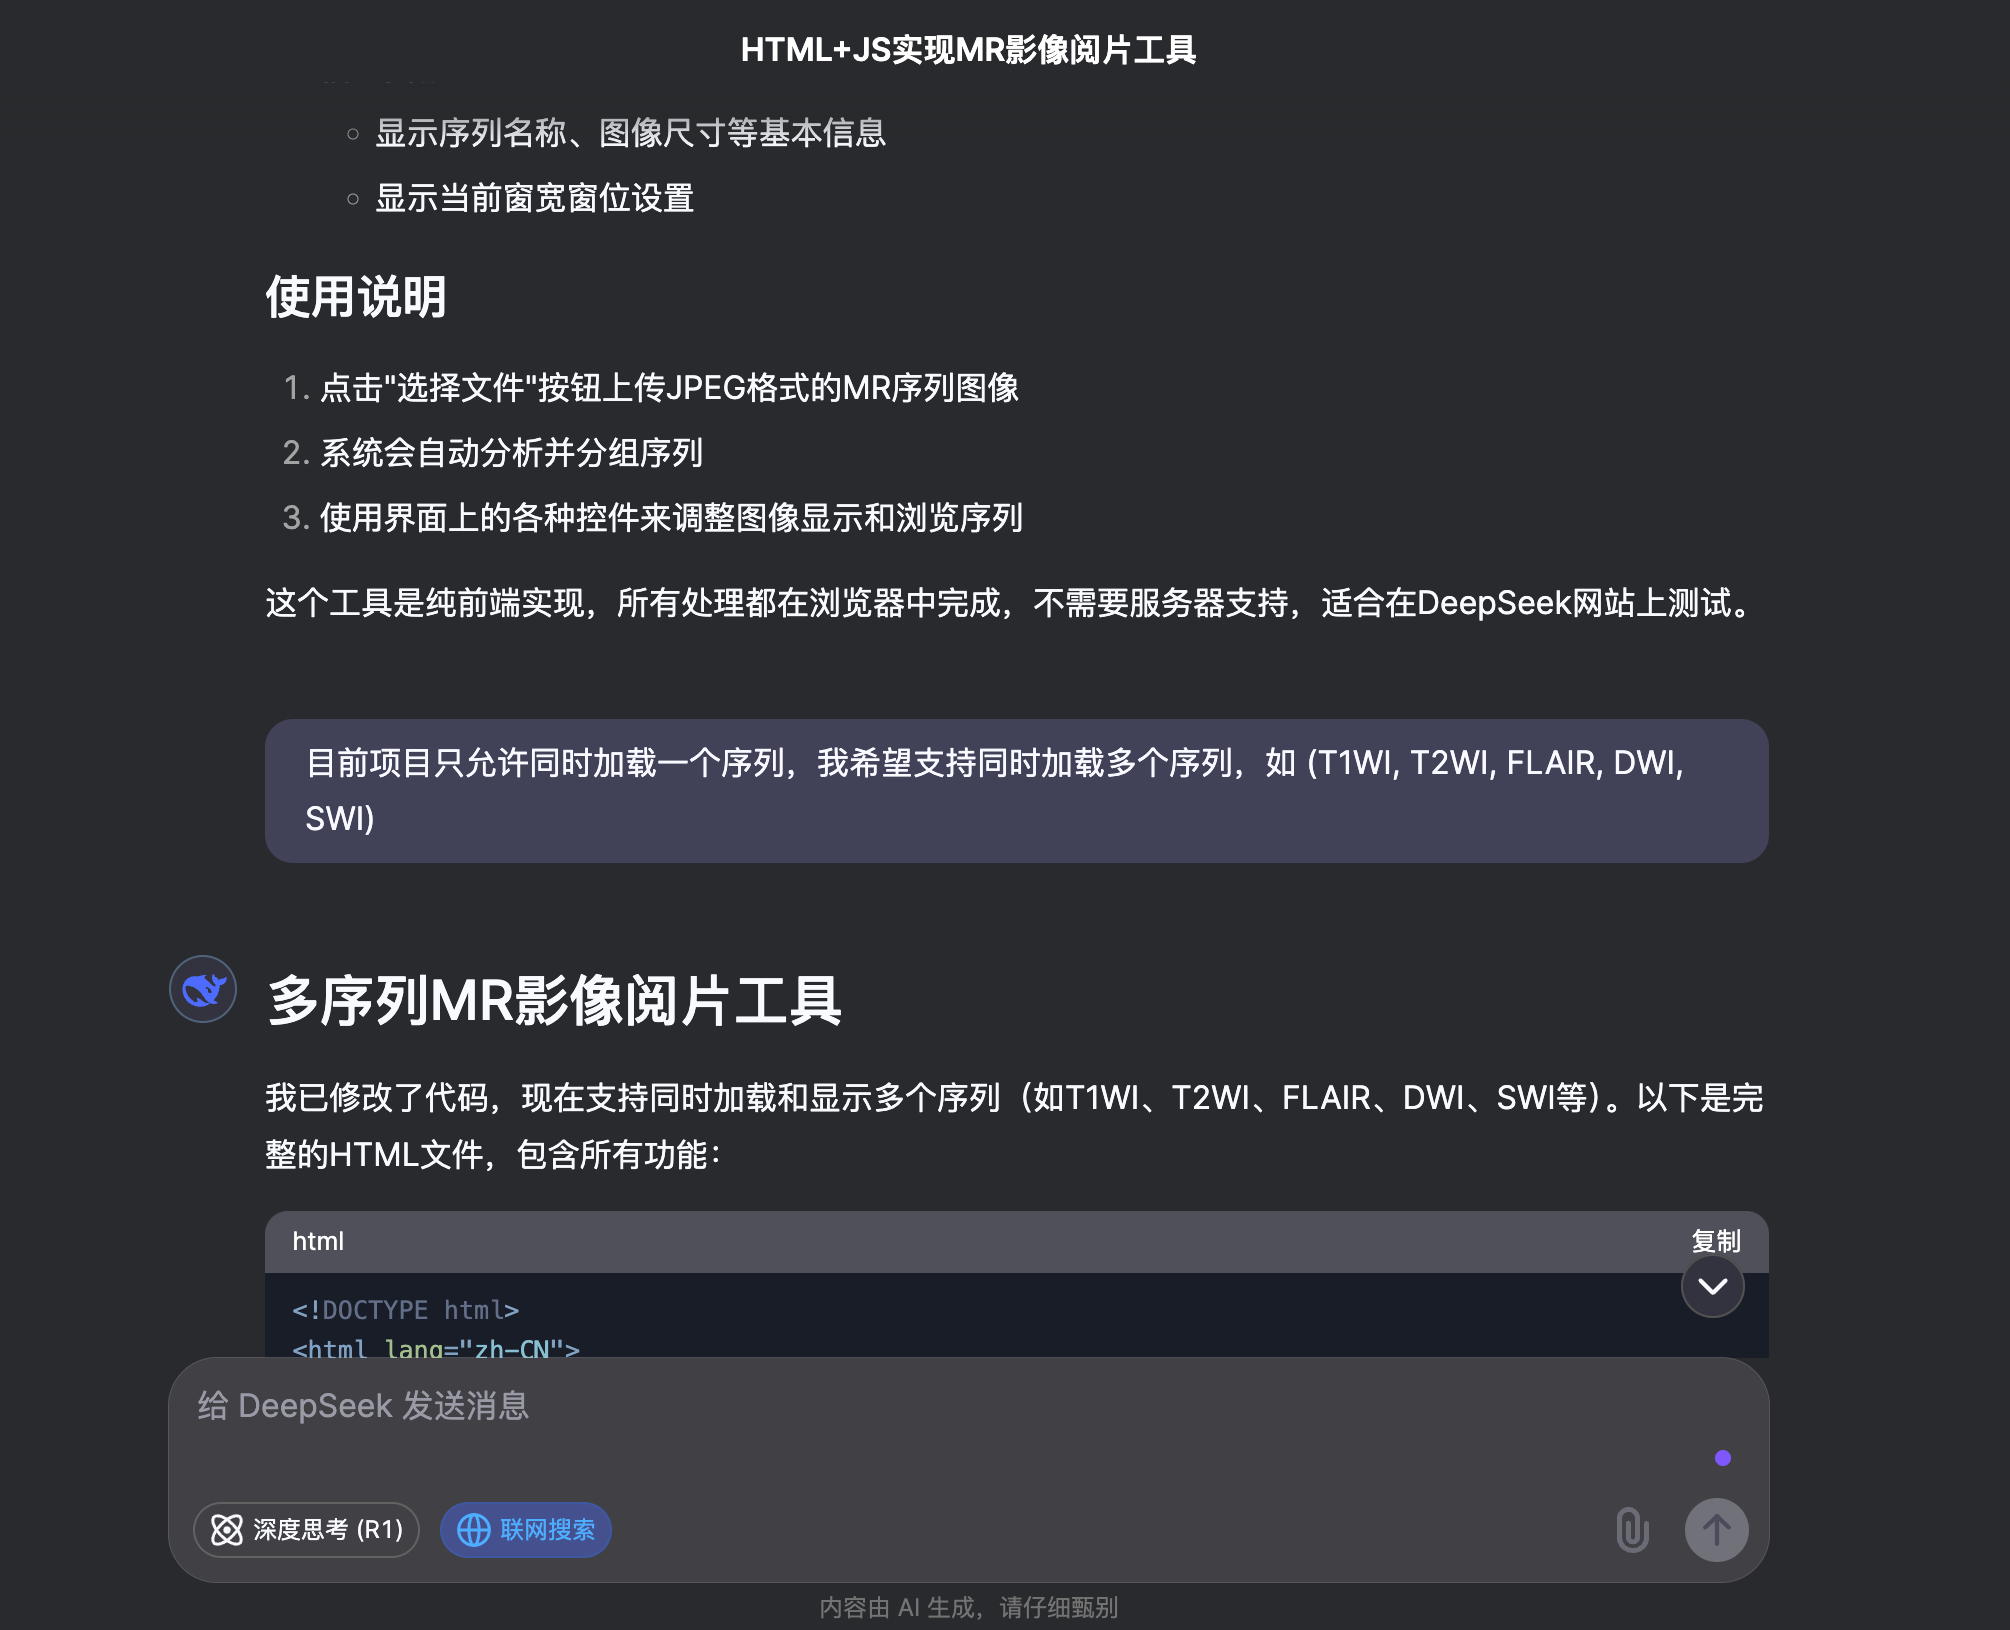 HTML+JS实现MR影像阅片工具
显示序列名称、图像尺寸等基本信息
显示当前窗宽窗位设置
使用说明
1. 点击"选择文件"按钮上传JPEG格式的MR序列图像
2. 系统会自动分析并分组序列
3. 使用界面上的各种控件来调整图像显示和浏览序列
这个工具是纯前端实现，所有处理都在浏览器中完成，不需要服务器支持，适合在DeepSeek网站上测试。
目前项目只允许同时加载一个序列，我希望支持同时加载多个序列，如 (T1WI, T2WI, FLAIR, DWI,
SWI)
多序列MR影像阅片工具
我已修改了代码，现在支持同时加载和显示多个序列（如T1WI、T2WI、FLAIR、DWI、SWI等）。以下是完
整的HTML文件，包含所有功能：
html 复制
<!DOCTYPE html>
<html lang="zh-CN">
给 DeepSeek 发送消息
深度思考 (R1) 联网搜索
内容由 AI 生成，请仔细甄别